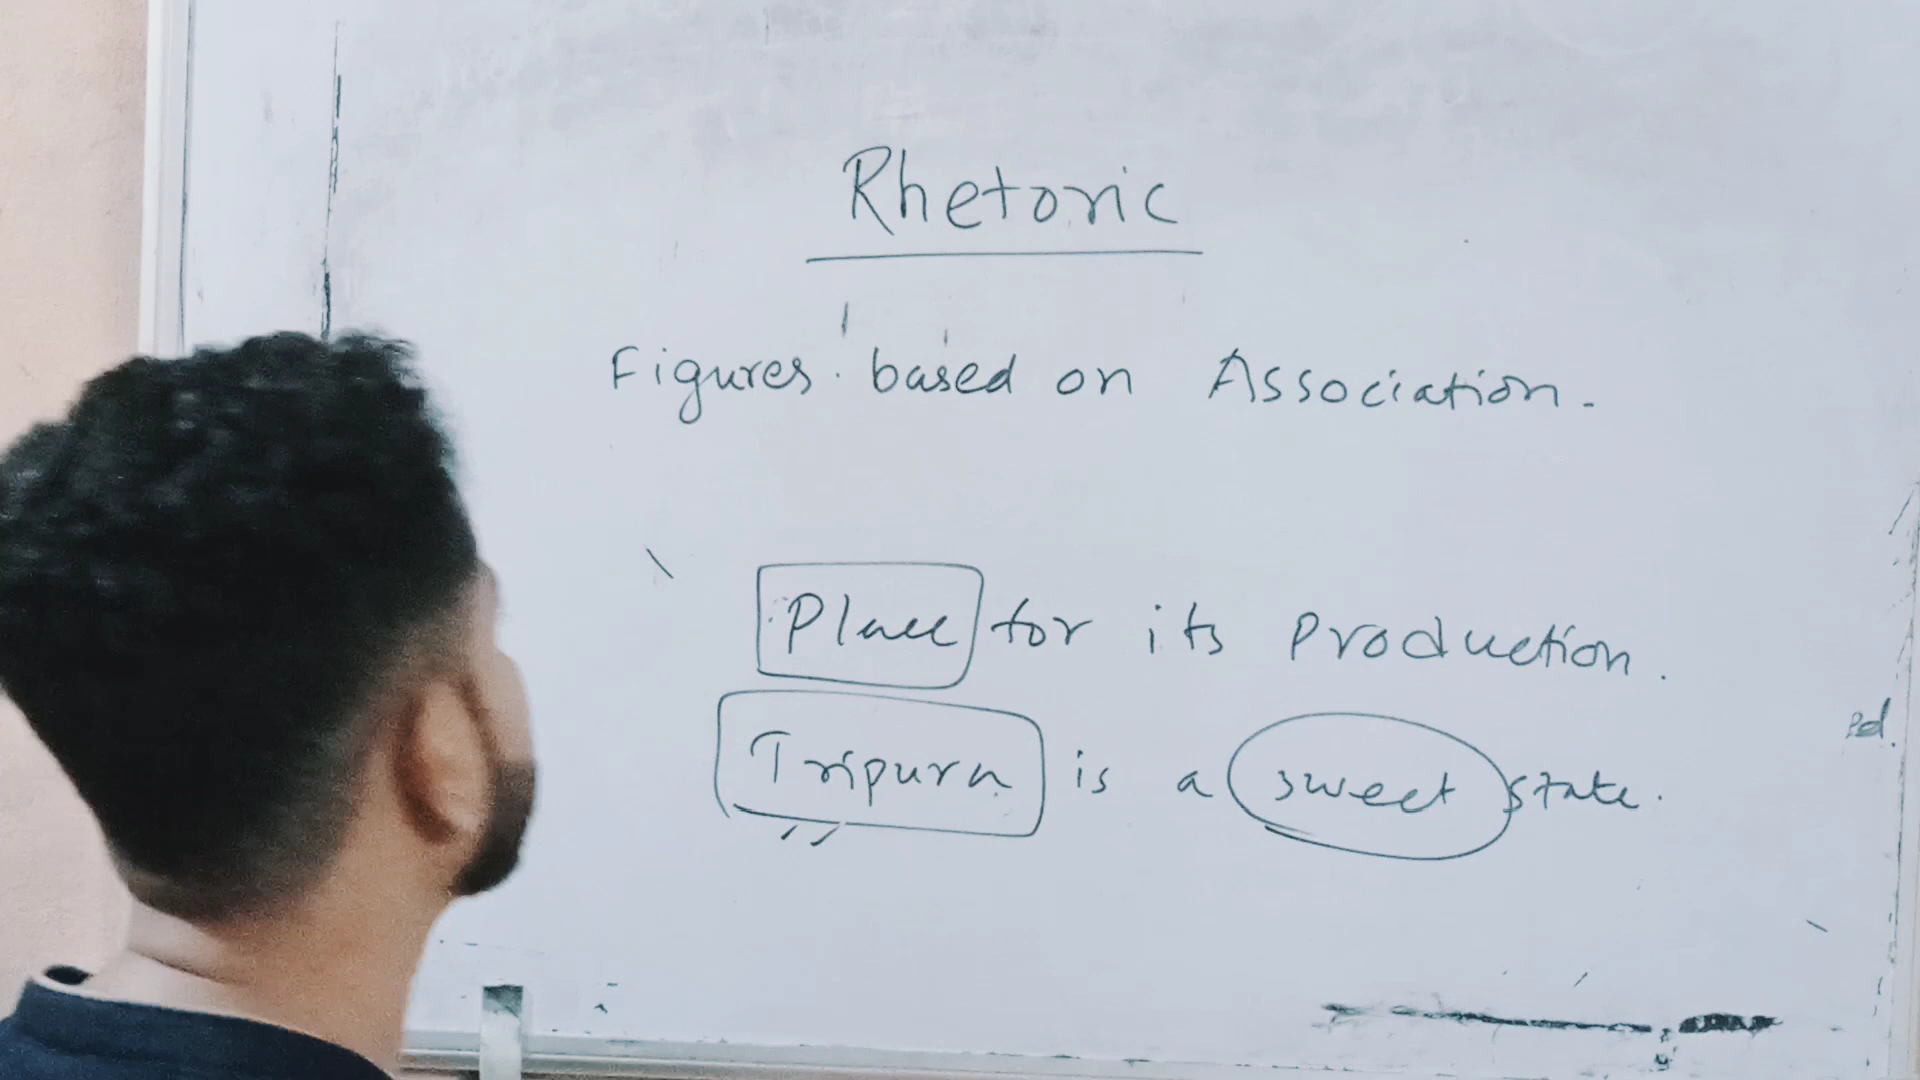 Rhetoric
Figures based on Association.
Place for its production.
Tripura is a sweet state.